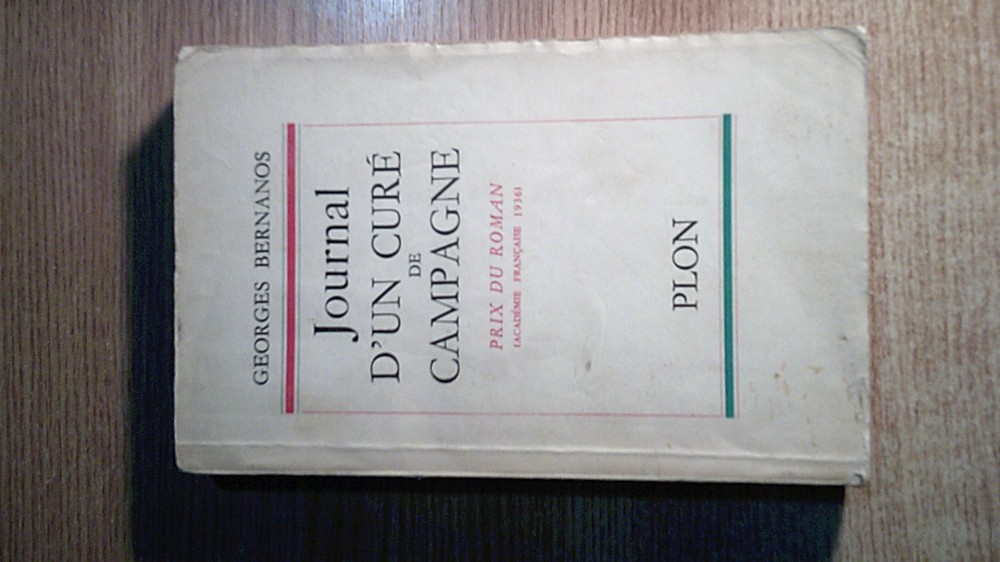 GEORGES BERNANOS
Journal
D'UN CURÉ
DE
CAMPAGNE
PRIX DU ROMAN
(ACADÉMIE FRANÇAISE 1936)
PLON